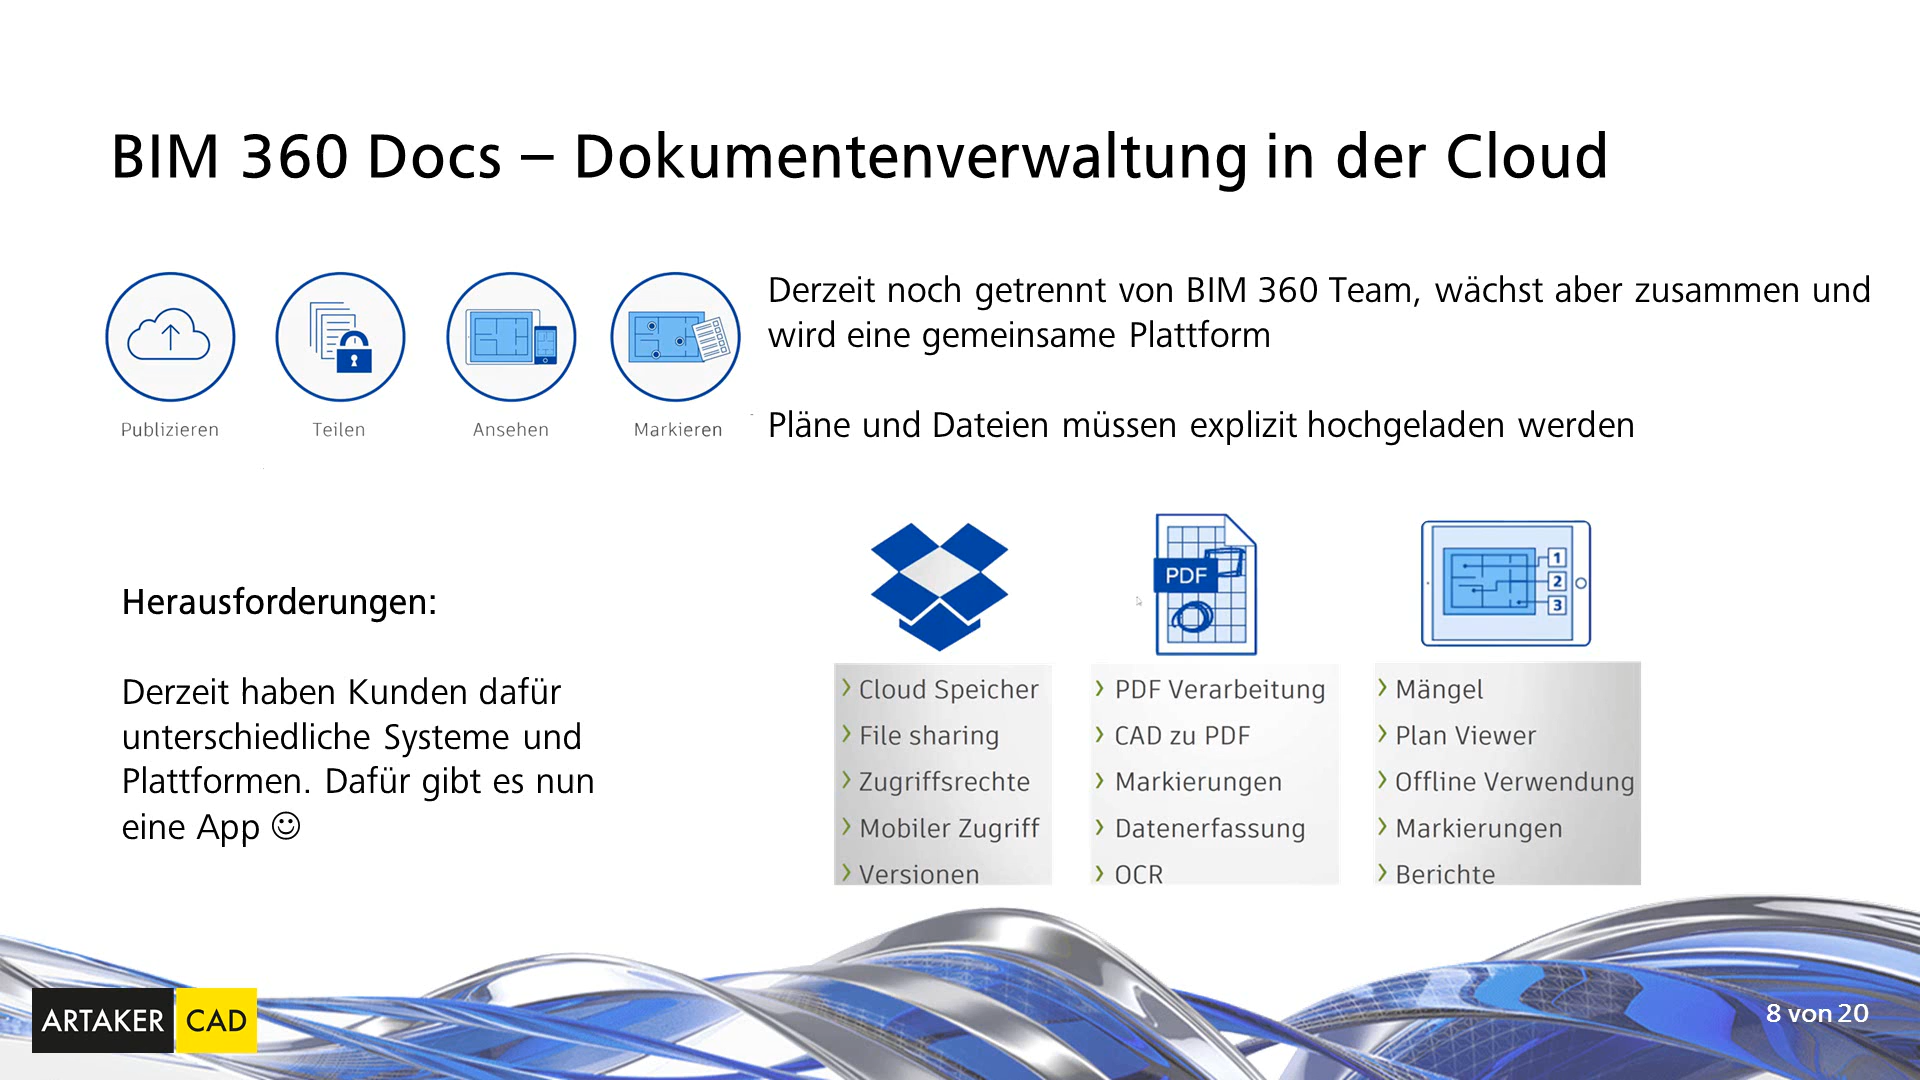 BIM 360 Docs – Dokumentenverwaltung in der Cloud
Publizieren
Teilen
Ansehen
Markieren
Derzeit noch getrennt von BIM 360 Team, wächst aber zusammen und
wird eine gemeinsame Plattform
Pläne und Dateien müssen explizit hochgeladen werden
Herausforderungen:
Derzeit haben Kunden dafür
unterschiedliche Systeme und
Plattformen. Dafür gibt es nun
eine App ☺
› Cloud Speicher
› File sharing
› Zugriffsrechte
› Mobiler Zugriff
› Versionen
PDF
› PDF Verarbeitung
› CAD zu PDF
› Markierungen
› Datenerfassung
› OCR
1
2
3
› Mängel
› Plan Viewer
› Offline Verwendung
› Markierungen
› Berichte
ARTAKER CAD
8 von 20